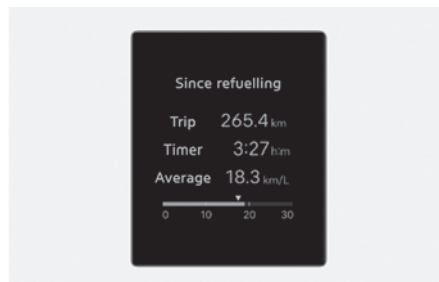 Since refuelling
Trip 265.4 km
Timer 3:27 h:m
Average 18.3 km/L
0 10 20 30